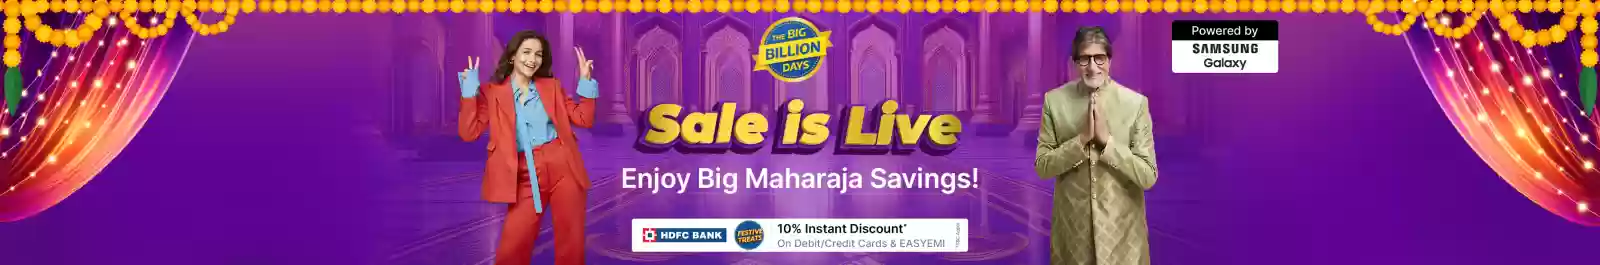 THE BIG
BILLION
DAYS
Sale is Live
Enjoy Big Maharaja Savings!
HDFC BANK
FESTIVE
TREATS
10% Instant Discount*
On Debit/Credit Cards & EASYEMI
*T&C Apply
Powered by
SAMSUNG
Galaxy